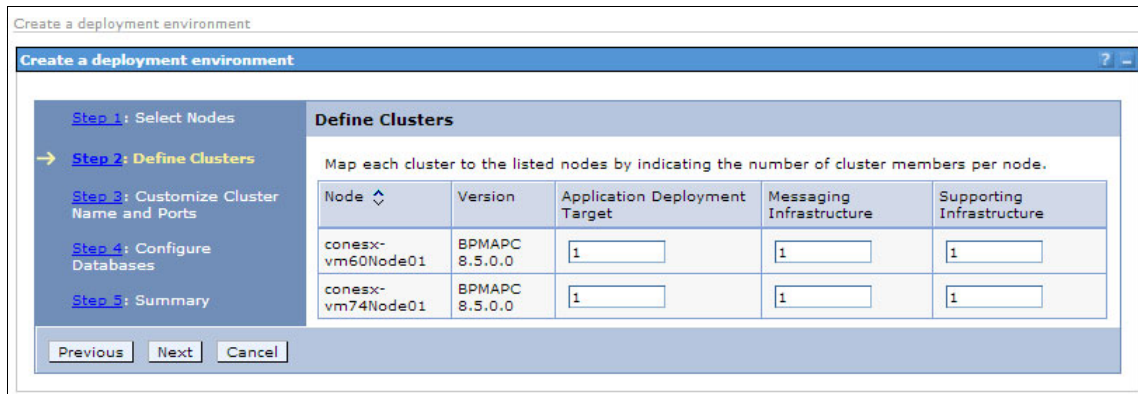 Create a deployment environment
Create a deployment environment ? –
Step 1: Select Nodes
Step 2: Define Clusters
Step 3: Customize Cluster
Name and Ports
Step 4: Configure
Databases
Step 5: Summary
Define Clusters
Map each cluster to the listed nodes by indicating the number of cluster members per node.
Node Version Application Deployment Messaging Supporting
Target Infrastructure Infrastructure
conesx- BPMAPC
vm60Node01 8.5.0.0 1 1 1
conesx- BPMAPC
vm74Node01 8.5.0.0 1 1 1
Previous Next Cancel